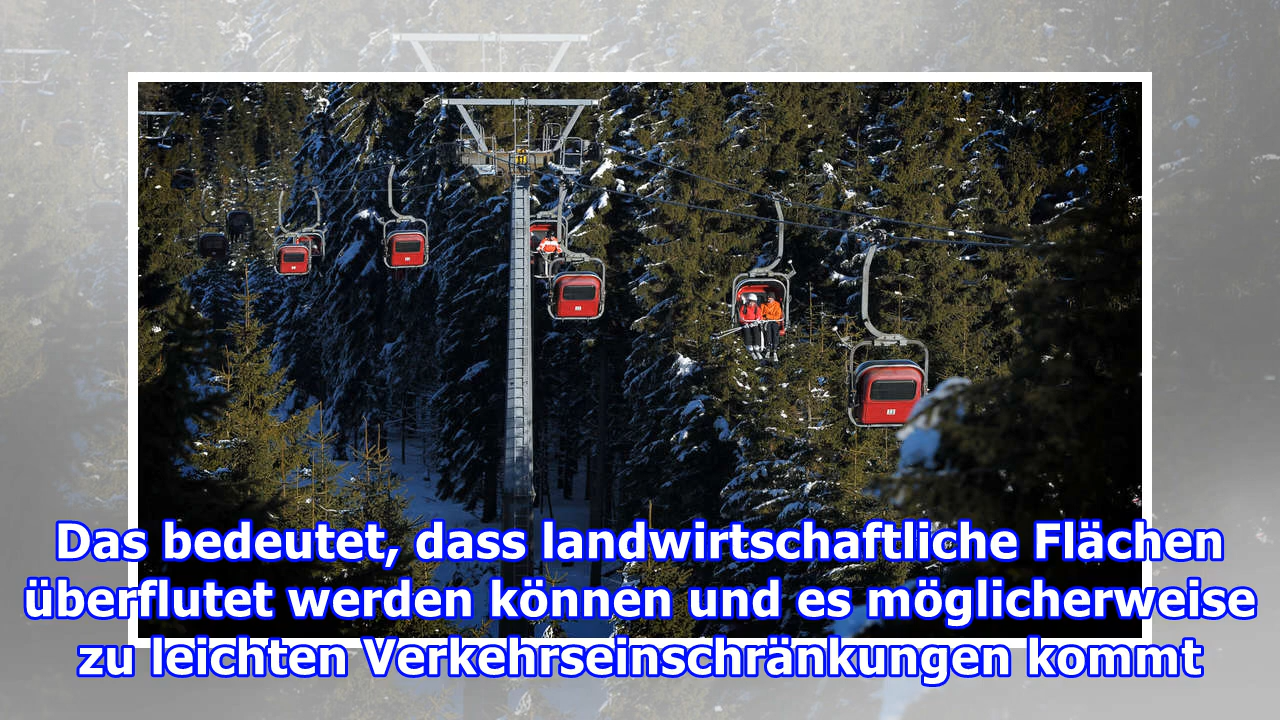 Das bedeutet, dass landwirtschaftliche Flächen
überflutet werden können und es möglicherweise
zu leichten Verkehrseinschränkungen kommt